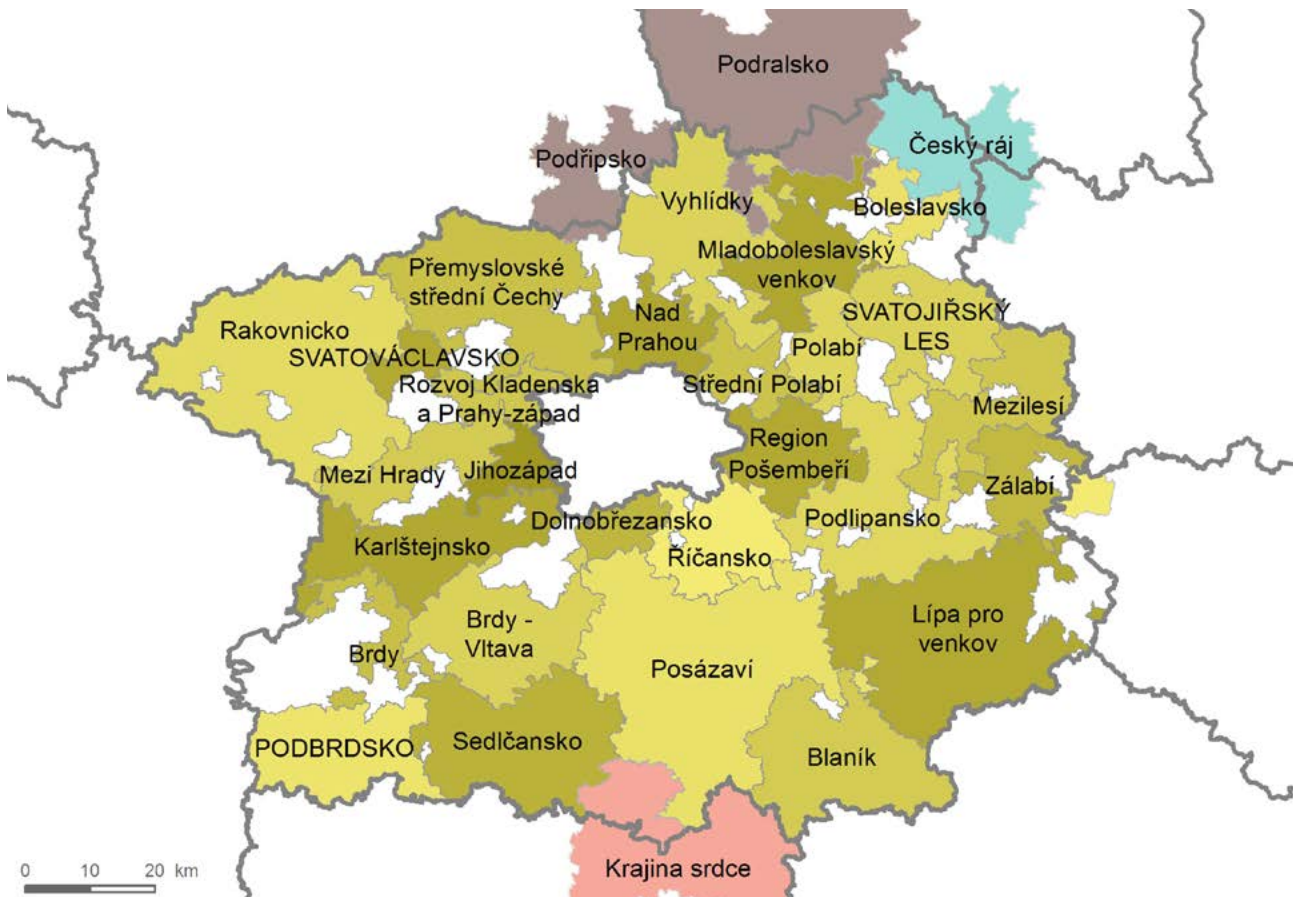 Podralsko
Český ráj
Podřipsko
Vyhlídky
Boleslavsko
Mladoboleslavský
venkov
Přemyslovské
střední Čechy
Nad
Prahou
SVATOJIŘSKÝ
LES
Rakovnicko
SVATOVÁCLAVSKO
Polabí
Rozvoj Kladenska
a Prahy-západ
Střední Polabí
Mezilesí
Region
Pošembeří
Mezi Hrady
Jihozápad
Zálabí
Dolnobřezansko
Podlipansko
Karlštejnsko
Říčansko
Lípa pro
venkov
Brdy -
Vltava
Brdy
Posázaví
PODBRDSKO
Sedlčansko
Blaník
Krajina srdce
0 10 20 km